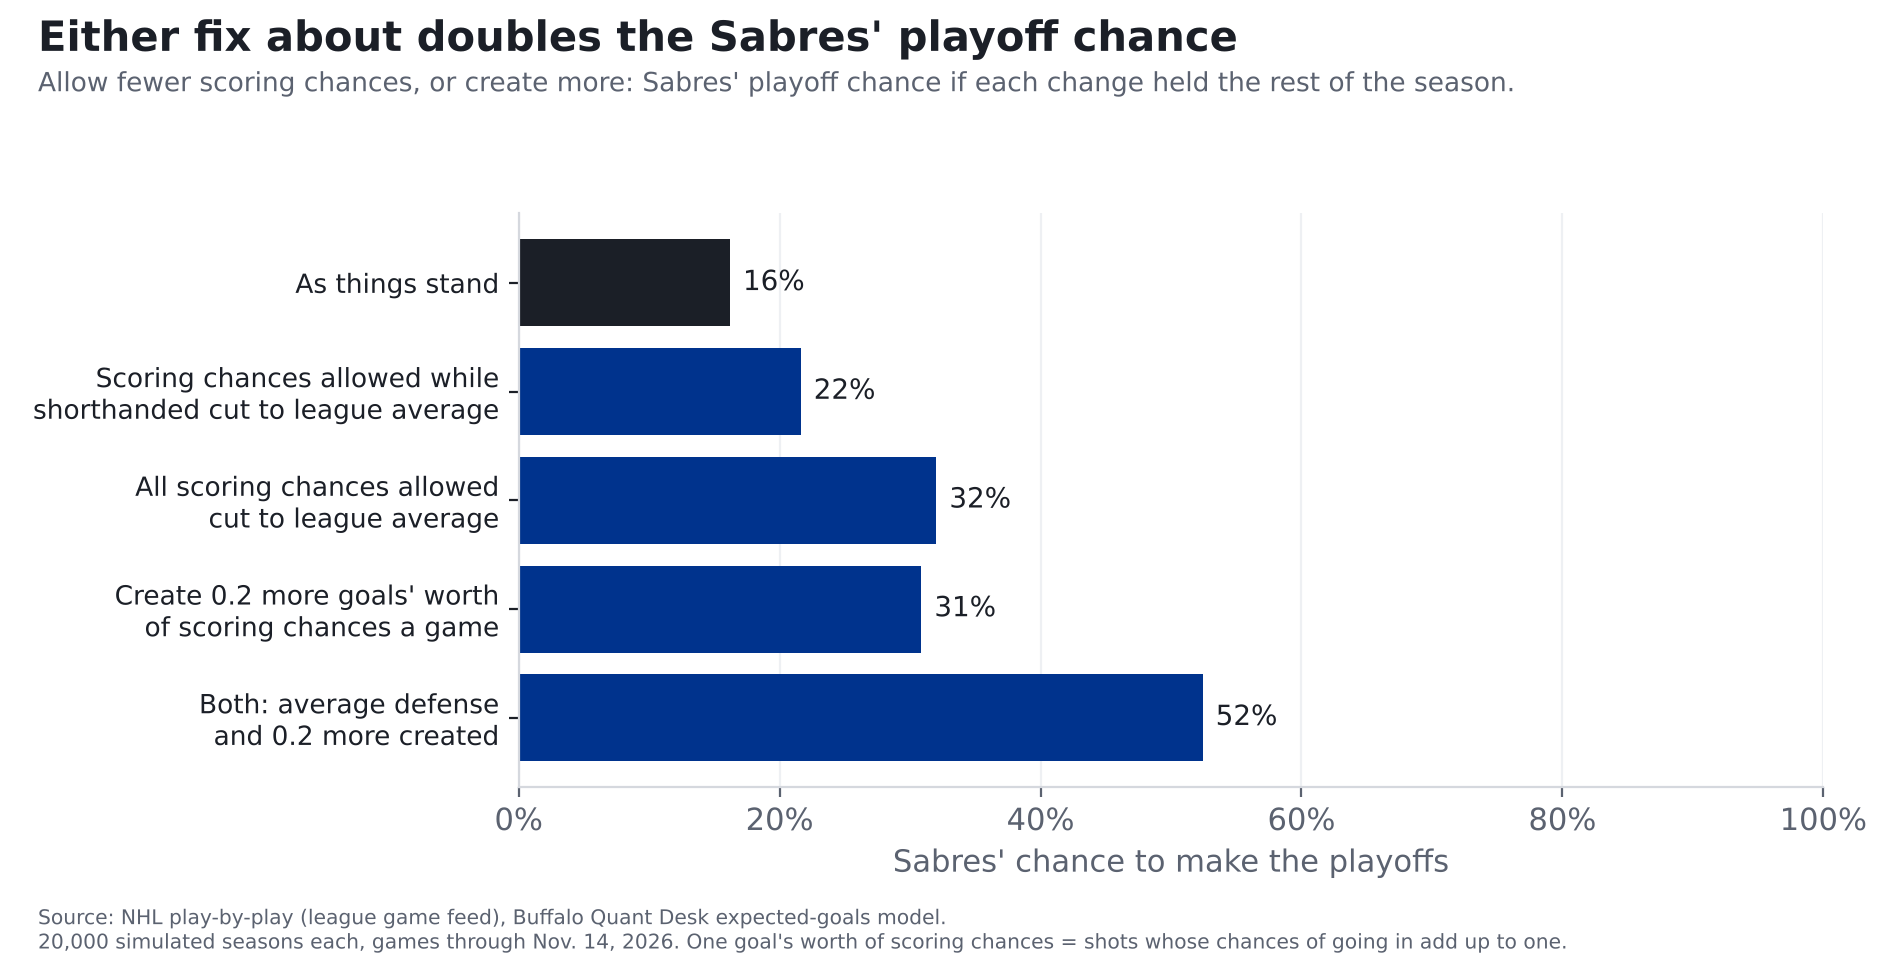 Either fix about doubles the Sabres' playoff chance
Allow fewer scoring chances, or create more: Sabres' playoff chance if each change held the rest of the season.
As things stand
16%
Scoring chances allowed while
shorthanded cut to league average
22%
All scoring chances allowed
cut to league average
32%
Create 0.2 more goals' worth
of scoring chances a game
31%
Both: average defense
and 0.2 more created
52%
0%
20%
40%
60%
80%
100%
Sabres' chance to make the playoffs
Source: NHL play-by-play (league game feed), Buffalo Quant Desk expected-goals model.
20,000 simulated seasons each, games through Nov. 14, 2026. One goal's worth of scoring chances = shots whose chances of going in add up to one.